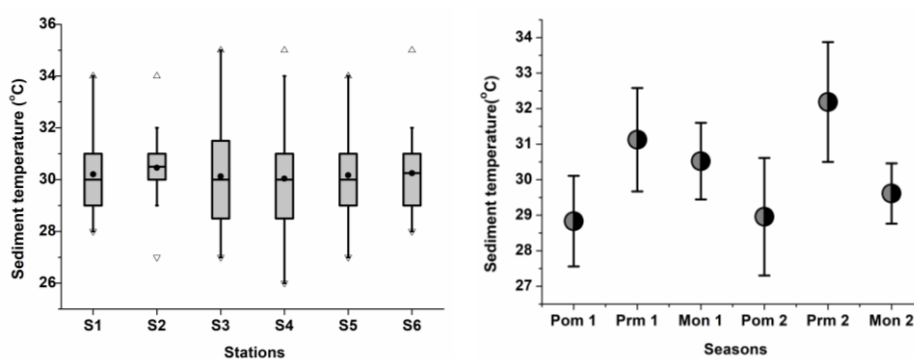 Sediment temperature (°C)
36
34
32
30
28
26
S1 S2 S3 S4 S5 S6
Stations
Sediment temperature(°C)
34
33
32
31
30
29
28
27
Pom 1 Prm 1 Mon 1 Pom 2 Prm 2 Mon 2
Seasons